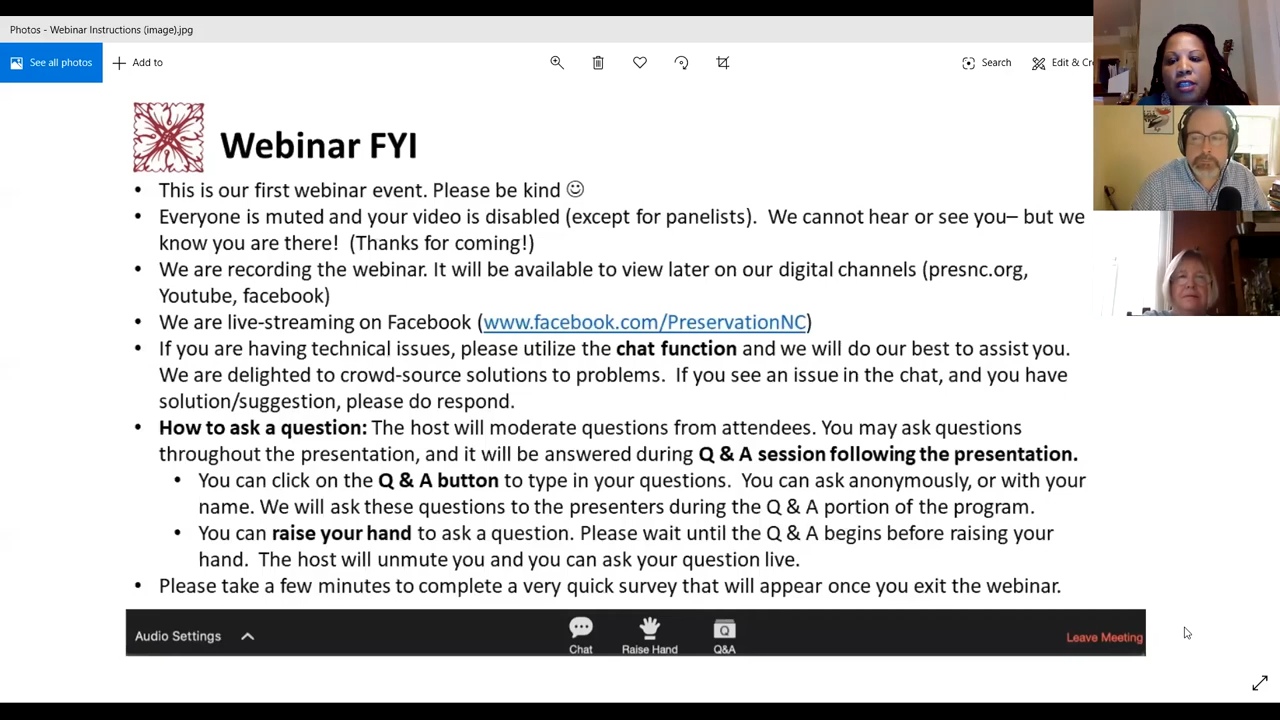 Photos - Webinar Instructions (image).jpg
See all photos
Add to
Search
Edit & Cr
Webinar FYI
• This is our first webinar event. Please be kind ☺
• Everyone is muted and your video is disabled (except for panelists).  We cannot hear or see you– but we
know you are there!  (Thanks for coming!)
• We are recording the webinar. It will be available to view later on our digital channels (presnc.org,
Youtube, facebook)
• We are live-streaming on Facebook (www.facebook.com/PreservationNC)
• If you are having technical issues, please utilize the chat function and we will do our best to assist you.
We are delighted to crowd-source solutions to problems.  If you see an issue in the chat, and you have
solution/suggestion, please do respond.
• How to ask a question: The host will moderate questions from attendees. You may ask questions
throughout the presentation, and it will be answered during Q & A session following the presentation.
• You can click on the Q & A button to type in your questions.  You can ask anonymously, or with your
name. We will ask these questions to the presenters during the Q & A portion of the program.
• You can raise your hand to ask a question. Please wait until the Q & A begins before raising your
hand.  The host will unmute you and you can ask your question live.
• Please take a few minutes to complete a very quick survey that will appear once you exit the webinar.
Audio Settings
Chat
Raise Hand
Q
Q&A
Leave Meeting